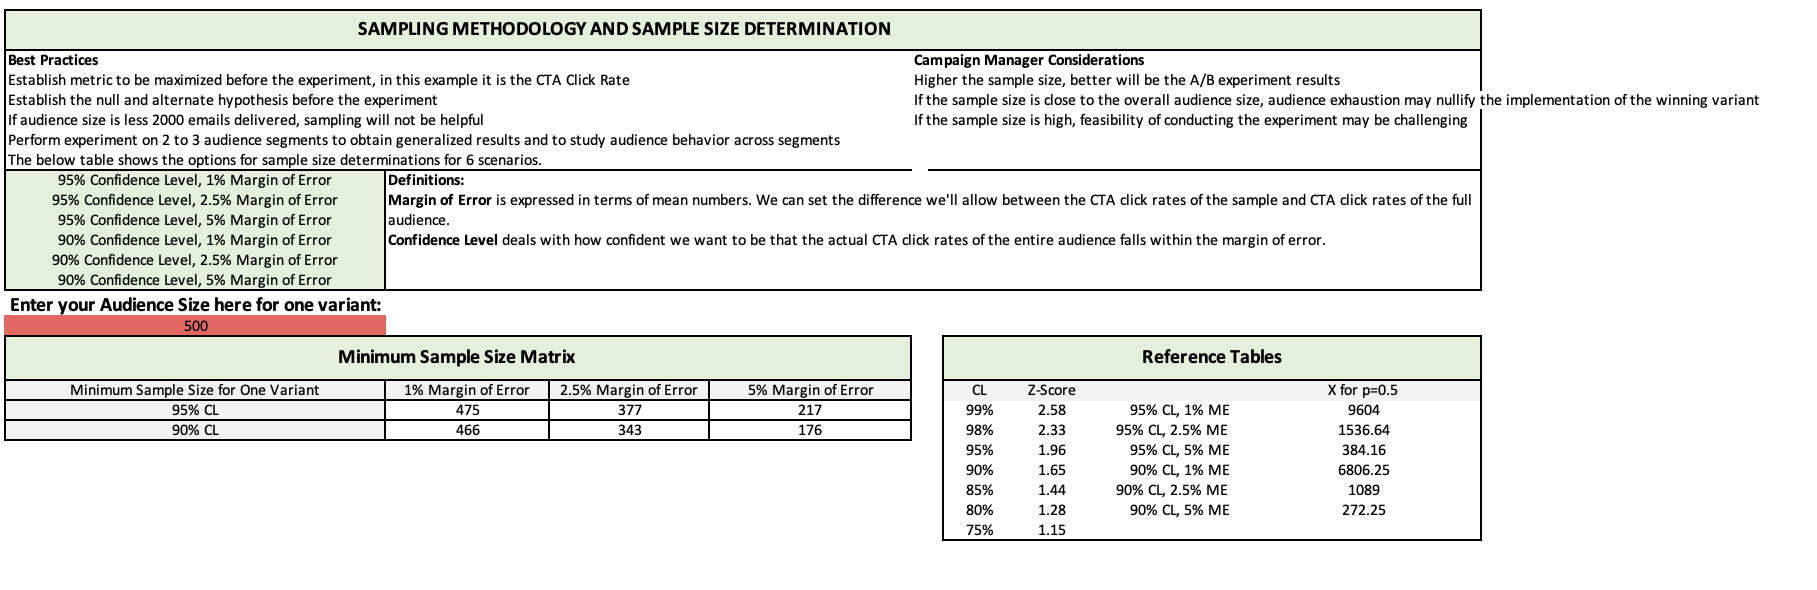 SAMPLING METHODOLOGY AND SAMPLE SIZE DETERMINATION
Best Practices
Establish metric to be maximized before the experiment, in this example it is the CTA Click Rate
Establish the null and alternate hypothesis before the experiment
If audience size is less 2000 emails delivered, sampling will not be helpful
Perform experiment on 2 to 3 audience segments to obtain generalized results and to study audience behavior across segments
The below table shows the options for sample size determinations for 6 scenarios.
Campaign Manager Considerations
Higher the sample size, better will be the A/B experiment results
If the sample size is close to the overall audience size, audience exhaustion may nullify the implementation of the winning variant
If the sample size is high, feasibility of conducting the experiment may be challenging
95% Confidence Level, 1% Margin of Error
95% Confidence Level, 2.5% Margin of Error
95% Confidence Level, 5% Margin of Error
90% Confidence Level, 1% Margin of Error
90% Confidence Level, 2.5% Margin of Error
90% Confidence Level, 5% Margin of Error
Definitions:
Margin of Error is expressed in terms of mean numbers. We can set the difference we'll allow between the CTA click rates of the sample and CTA click rates of the full
audience.
Confidence Level deals with how confident we want to be that the actual CTA click rates of the entire audience falls within the margin of error.
Enter your Audience Size here for one variant:
500
Minimum Sample Size Matrix
Minimum Sample Size for One Variant 1% Margin of Error 2.5% Margin of Error 5% Margin of Error
95% CL 475 377 217
90% CL 466 343 176
Reference Tables
CL Z-Score X for p=0.5
99% 2.58 95% CL, 1% ME 9604
98% 2.33 95% CL, 2.5% ME 1536.64
95% 1.96 95% CL, 5% ME 384.16
90% 1.65 90% CL, 1% ME 6806.25
85% 1.44 90% CL, 2.5% ME 1089
80% 1.28 90% CL, 5% ME 272.25
75% 1.15